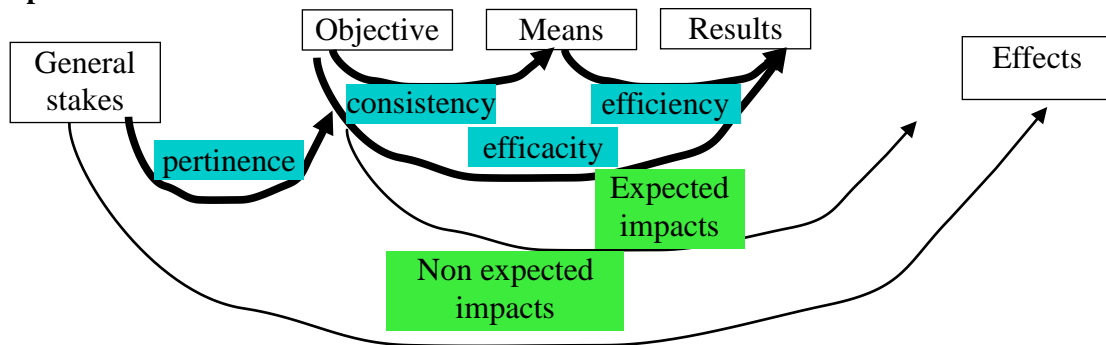 Objective
Means
Results
General
stakes
Effects
consistency
efficiency
efficacity
pertinence
Expected
impacts
Non expected
impacts